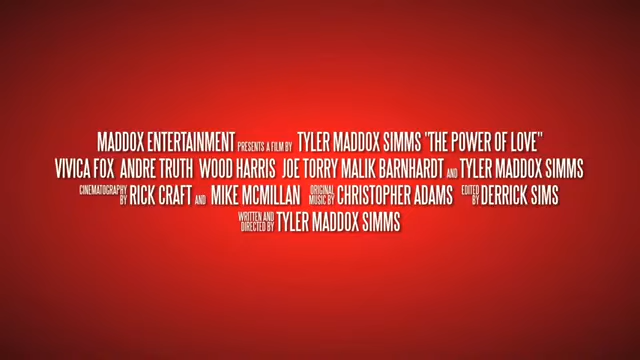 MADDOX ENTERTAINMENT PRESENTS A FILM BY TYLER MADDOX SIMMS "THE POWER OF LOVE"
VIVICA FOX ANDRE TRUTH WOOD HARRIS JOE TORRY MALIK BARNHARDT AND TYLER MADDOX SIMMS
CINEMATOGRAPHY BY RICK CRAFT AND MIKE MCMILLAN ORIGINAL MUSIC BY CHRISTOPHER ADAMS EDITED BY DERRICK SIMS
WRITTEN AND DIRECTED BY TYLER MADDOX SIMMS